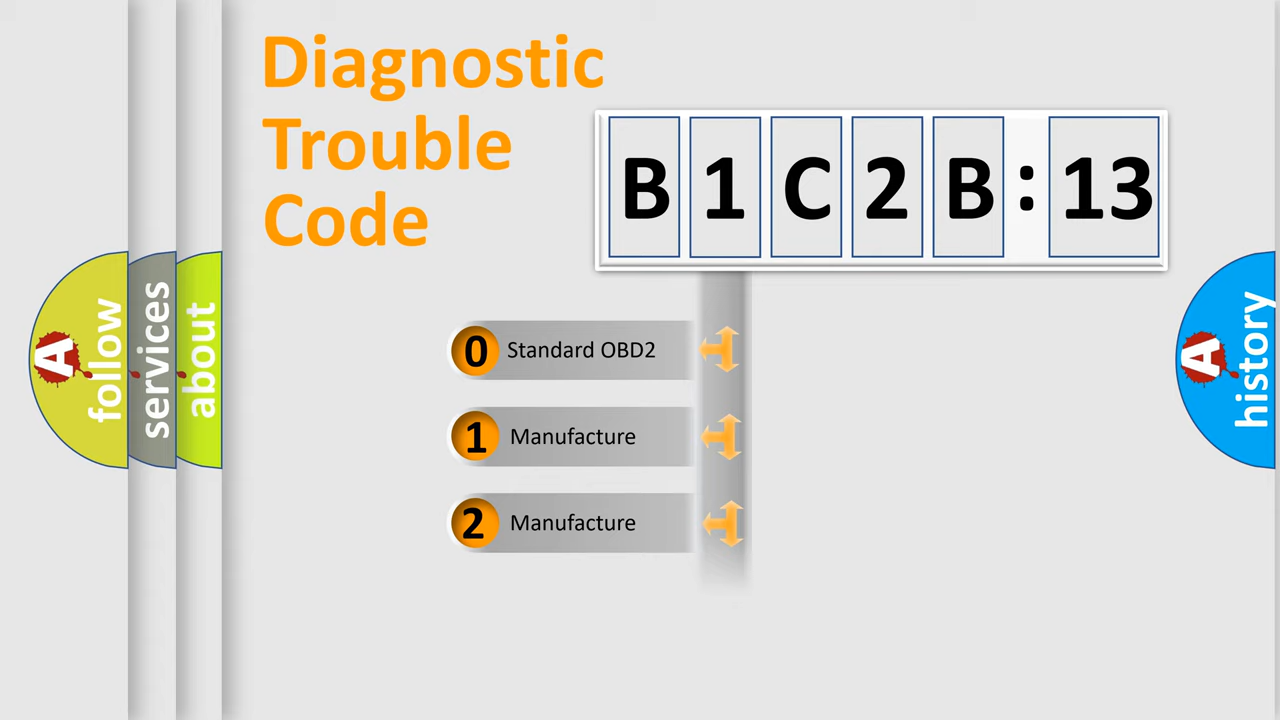 Diagnostic
Trouble
Code
B 1 C 2 B : 13
0 Standard OBD2
1 Manufacture
2 Manufacture
A follow
services
about
A history